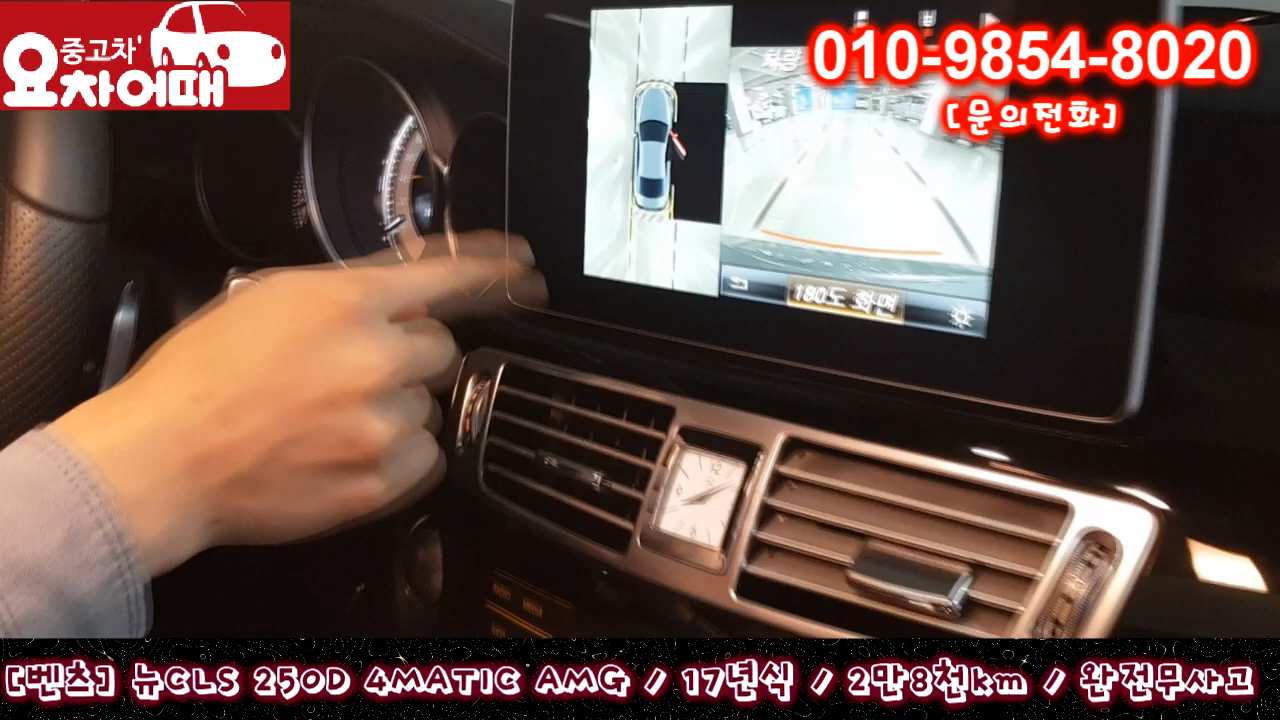 중고차'
요차어때
010-9854-8020
[문의전화]
차량
180도 화면
[벤츠] 뉴CLS 250D 4MATIC AMG / 17년식 / 2만8천km / 완전무사고